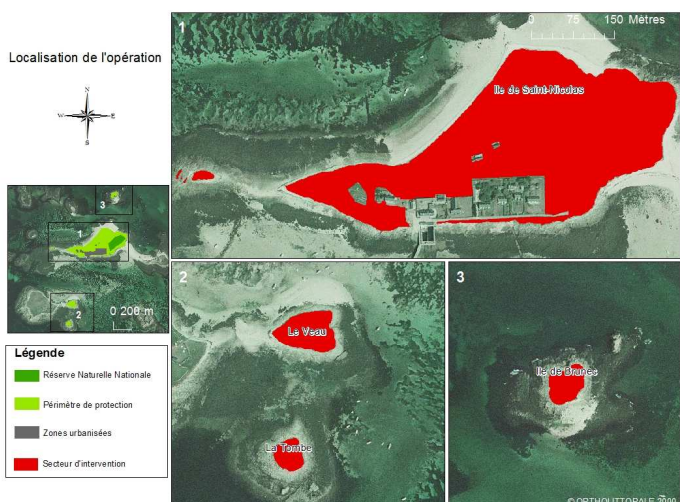 Localisation de l'opération
N
W
E
S
3
1
2
0 200 m
Légende
Réserve Naturelle Nationale
Périmètre de protection
Zones urbanisées
Secteur d'intervention
1
0 75 150 Mètres
Ile de Saint-Nicolas
2
Le Veau
La Tombe
3
Ile de Brunec
© ORTHOLITTORALE 2000